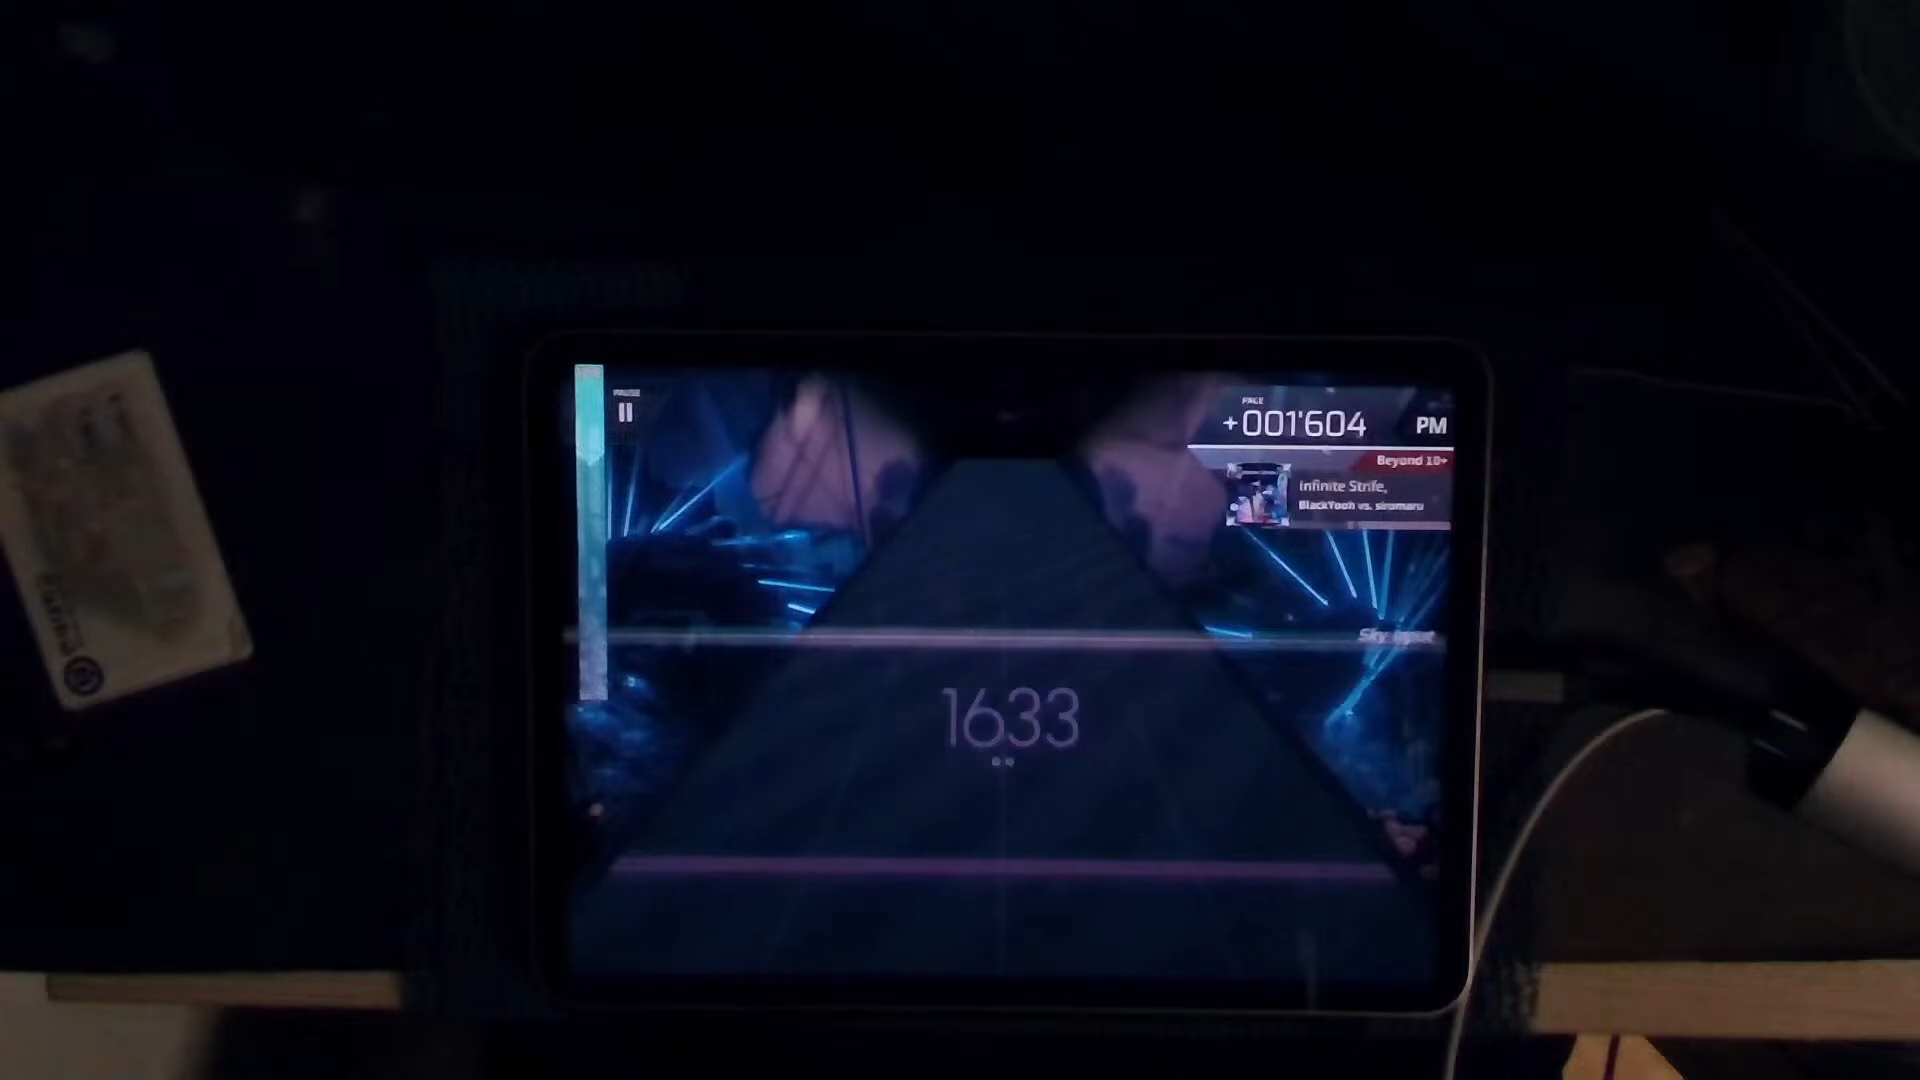 PAUSE
PACE
+001'604
PM
Beyond 10+
Infinite Strife,
BlackYooh vs. siromaru
Sky Input
1633